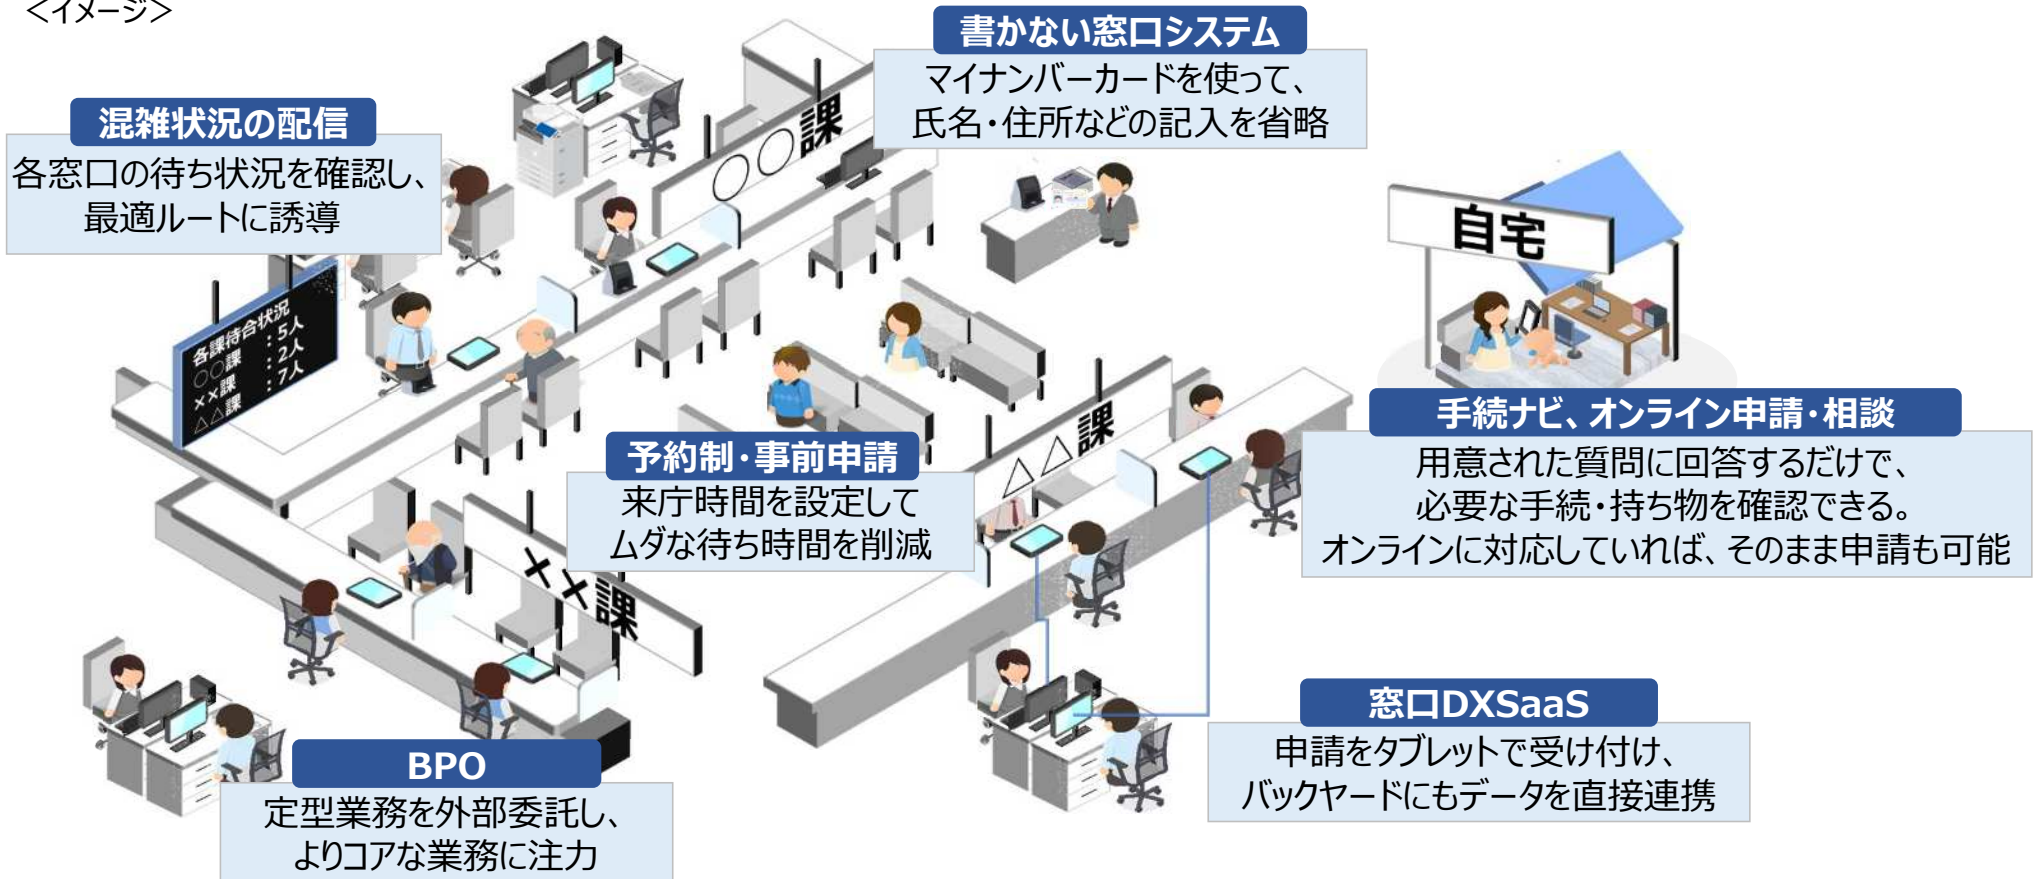 <イメージ>
書かない窓口システム
マイナンバーカードを使って、
氏名・住所などの記入を省略
混雑状況の配信
各窓口の待ち状況を確認し、
最適ルートに誘導
○○課
自宅
各課待合状況
○○課 ：5人
××課 ：2人
△△課 ：7人
手続ナビ、オンライン申請・相談
用意された質問に回答するだけで、
必要な手続・持ち物を確認できる。
オンラインに対応していれば、そのまま申請も可能
予約制・事前申請
来庁時間を設定して
ムダな待ち時間を削減
△△課
××課
窓口DXSaaS
申請をタブレットで受け付け、
バックヤードにもデータを直接連携
BPO
定型業務を外部委託し、
よりコアな業務に注力